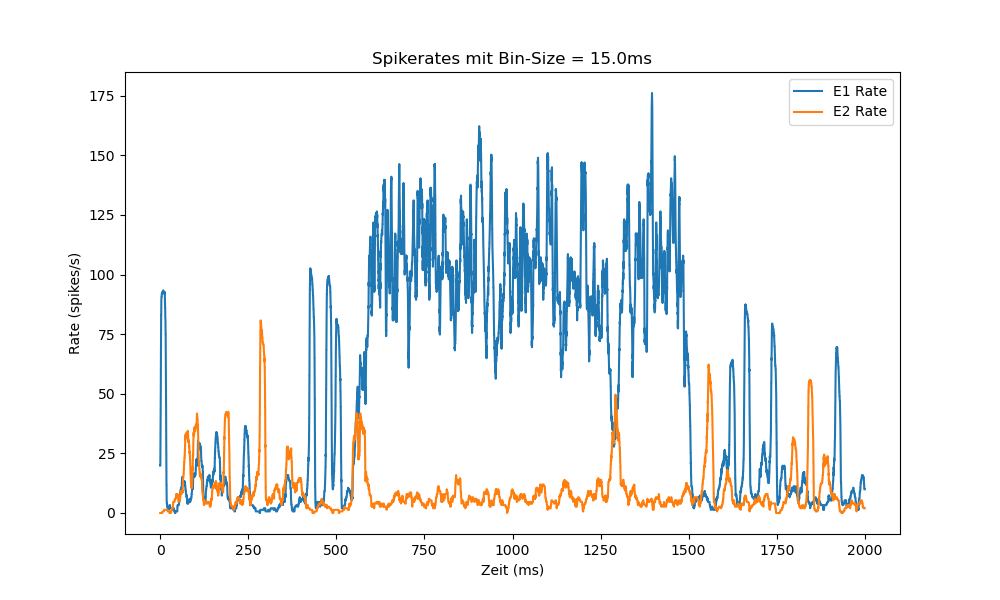 Spikerates mit Bin-Size = 15.0ms
E1 Rate
E2 Rate
Rate (spikes/s)
175
150
125
100
75
50
25
0
0 250 500 750 1000 1250 1500 1750 2000
Zeit (ms)